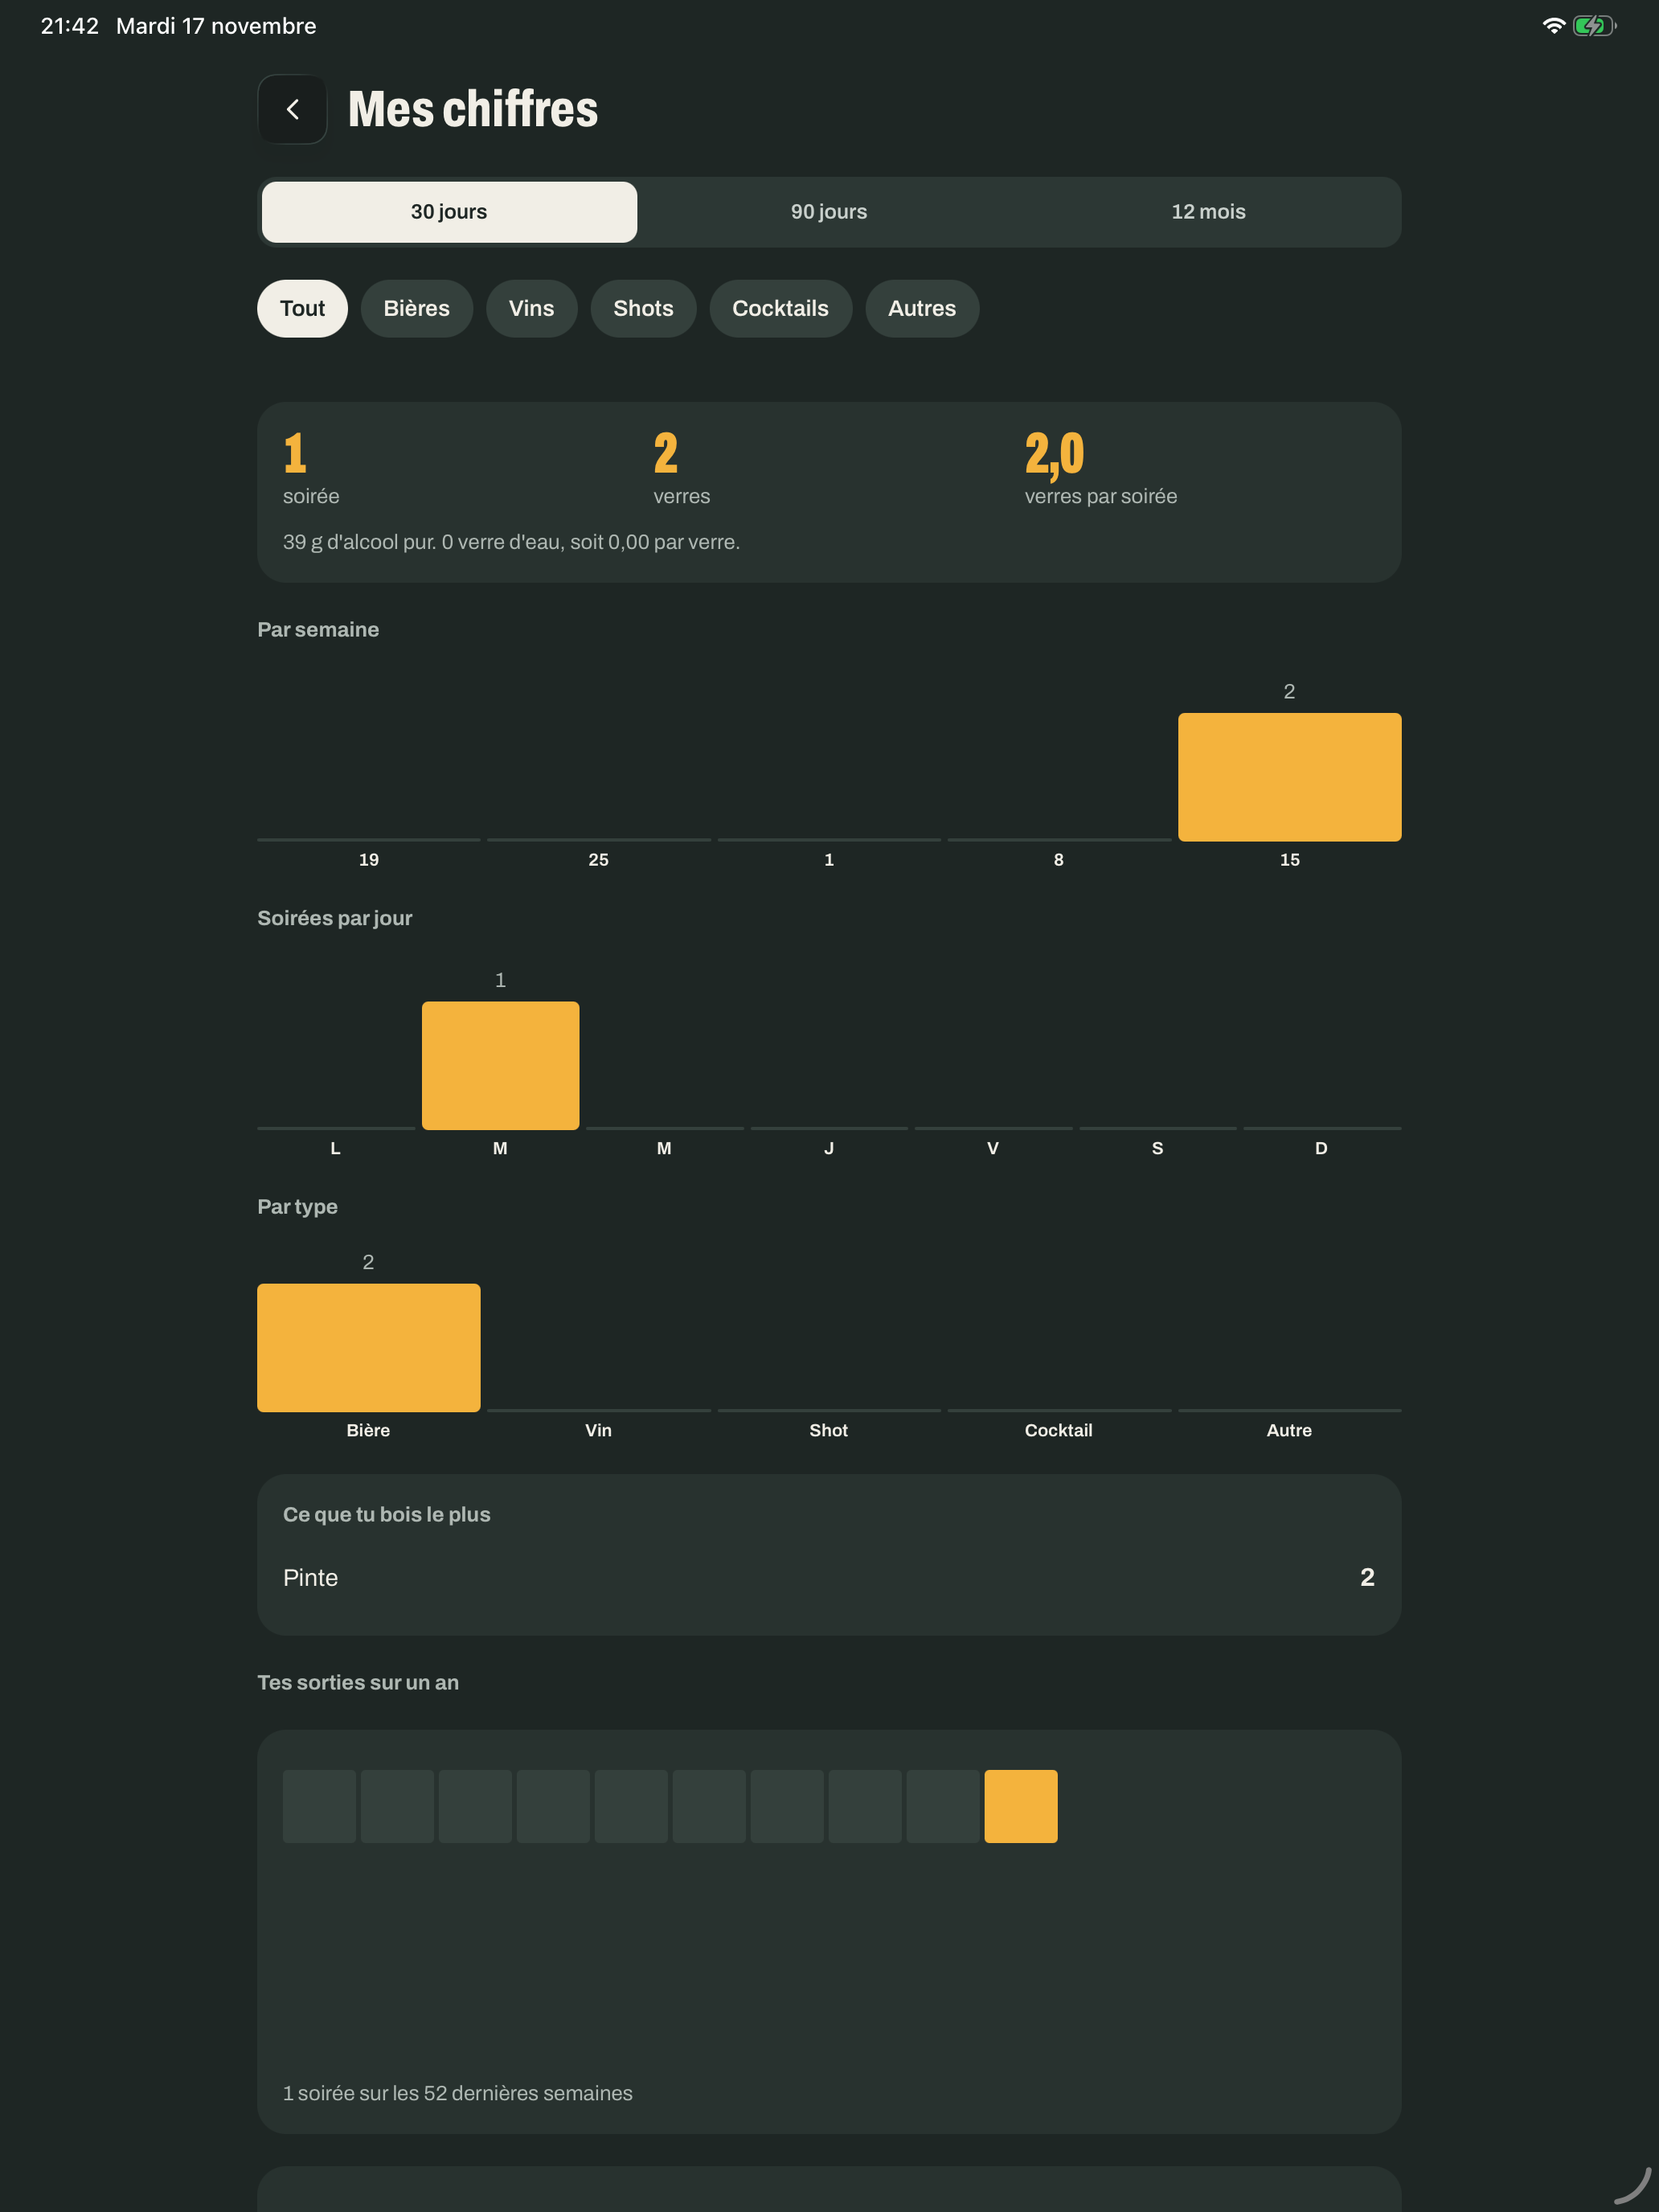 21:42 Mardi 17 novembre
Mes chiffres
30 jours 90 jours 12 mois
Tout Bières Vins Shots Cocktails Autres
1 2 2,0
soirée verres verres par soirée
39 g d'alcool pur. 0 verre d'eau, soit 0,00 par verre.
Par semaine
2
19 25 1 8 15
Soirées par jour
1
L M M J V S D
Par type
2
Bière Vin Shot Cocktail Autre
Ce que tu bois le plus
Pinte 2
Tes sorties sur un an
1 soirée sur les 52 dernières semaines